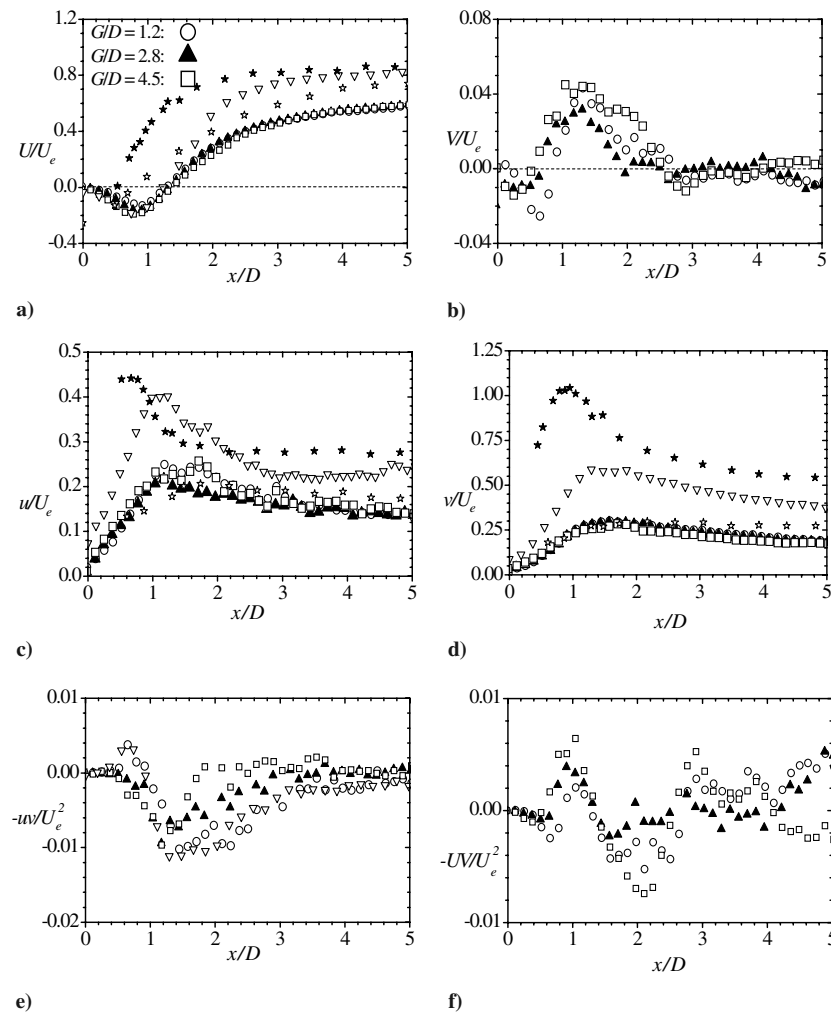 1.2
0.8
0.4
0.0
-0.4
U/U_e
G/D = 1.2:
G/D = 2.8:
G/D = 4.5:
0 1 2 3 4 5
x/D
a)
0.08
0.04
0.00
-0.04
V/U_e
0 1 2 3 4 5
x/D
b)
0.5
0.4
0.3
0.2
0.1
0.0
u/U_e
0 1 2 3 4 5
x/D
c)
1.25
1.00
0.75
0.50
0.25
0.00
v/U_e
0 1 2 3 4 5
x/D
d)
0.01
0.00
-0.01
-0.02
-uv/U_e^2
0 1 2 3 4 5
x/D
e)
0.01
0.00
-0.01
-UV/U_e^2
0 1 2 3 4 5
x/D
f)